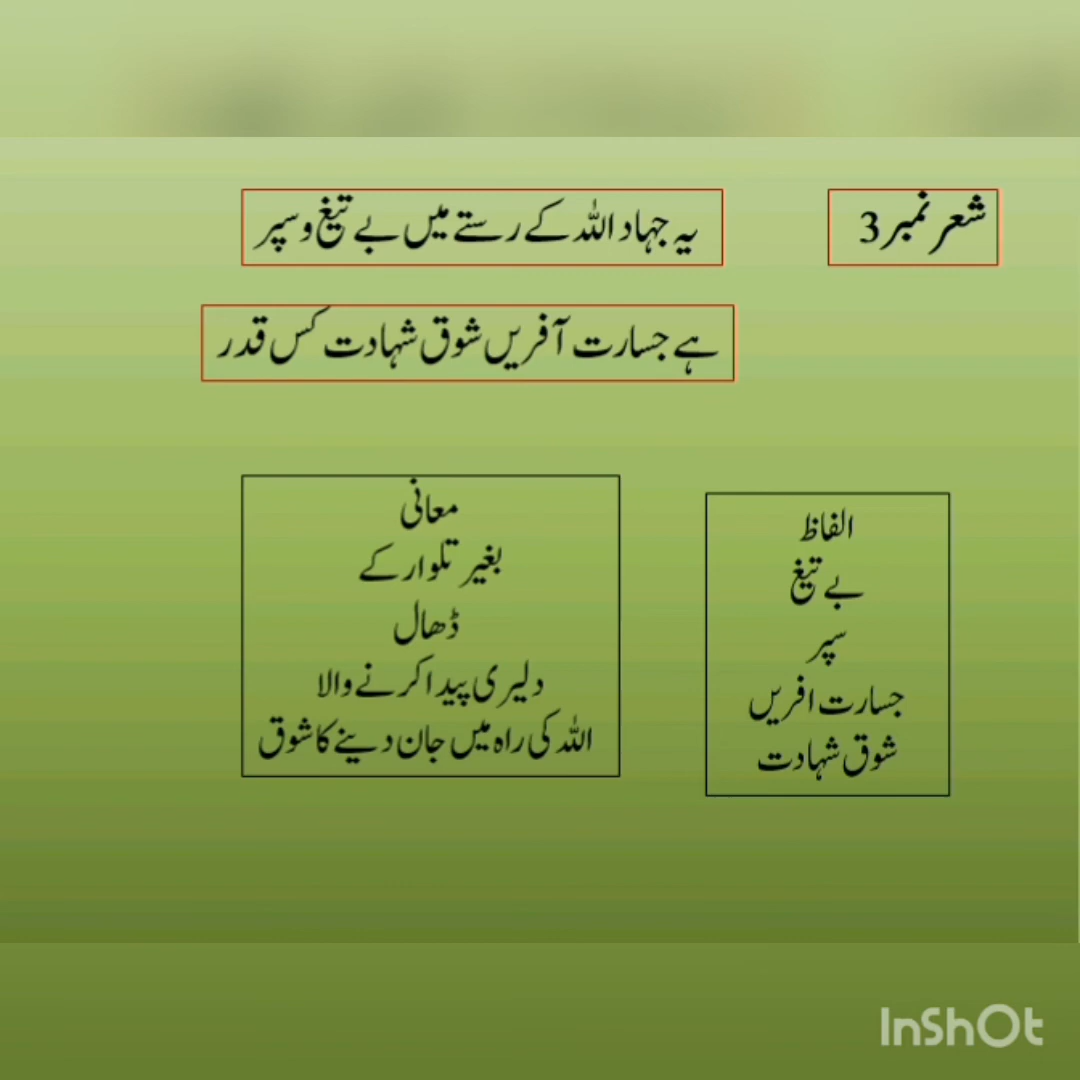 شعر نمبر 3
یہ جہاد اللہ کے رستے میں بے تیغ و سپر
ہے جسارت آفریں شوق شہادت کس قدر
الفاظ
بے تیغ
سپر
جسارت افریں
شوق شہادت
معانی
بغیر تلوار کے
ڈھال
دلیری پیدا کرنے والا
اللہ کی راہ میں جان دینے کا شوق
InShOt